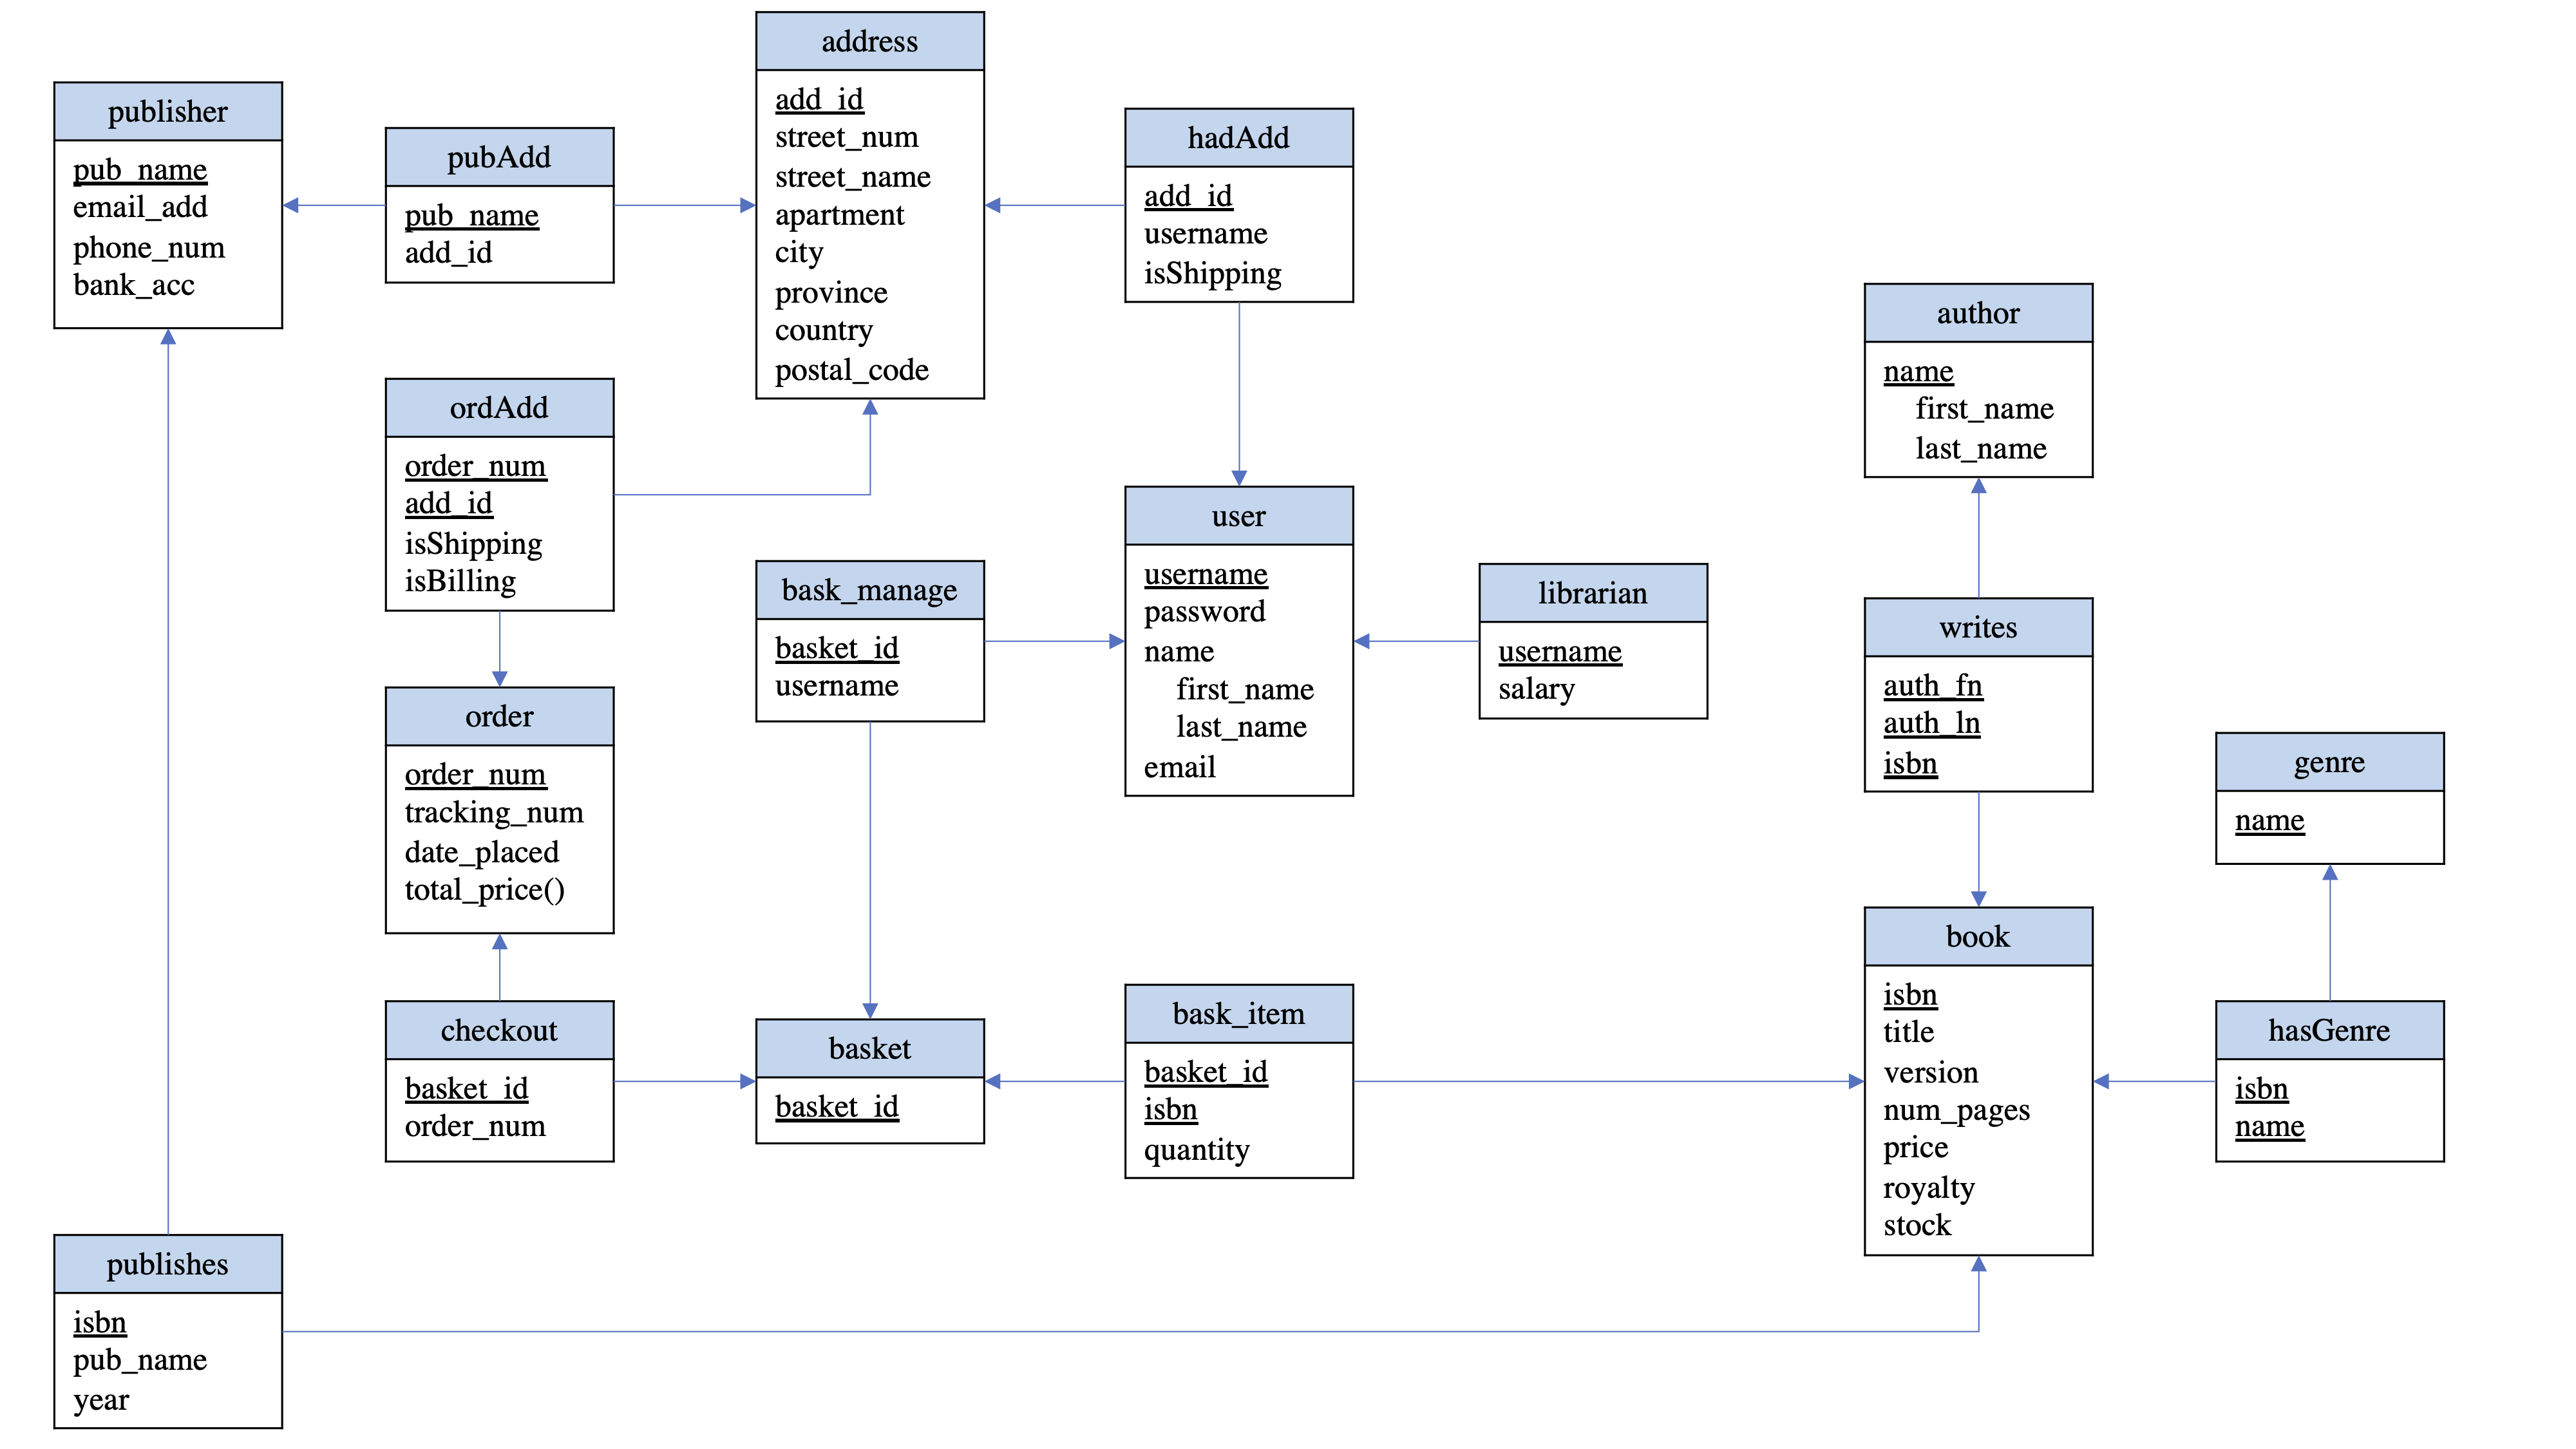 address
add_id
street_num
street_name
apartment
city
province
country
postal_code
publisher
pub_name
email_add
phone_num
bank_acc
pubAdd
pub_name
add_id
hadAdd
add_id
username
isShipping
author
name
first_name
last_name
ordAdd
order_num
add_id
isShipping
isBilling
user
username
password
name
first_name
last_name
email
bask_manage
basket_id
username
librarian
username
salary
writes
auth_fn
auth_ln
isbn
order
order_num
tracking_num
date_placed
total_price()
genre
name
book
isbn
title
version
num_pages
price
royalty
stock
checkout
basket_id
order_num
basket
basket_id
bask_item
basket_id
isbn
quantity
hasGenre
isbn
name
publishes
isbn
pub_name
year